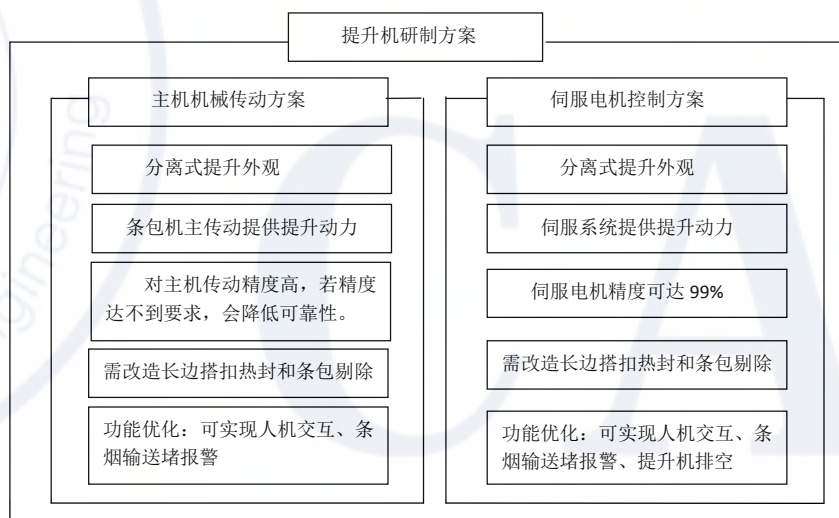 提升机研制方案
主机机械传动方案
分离式提升外观
条包机主传动提供提升动力
对主机传动精度高，若精度
达不到要求，会降低可靠性。
需改造长边搭扣热封和条包剔除
功能优化：可实现人机交互、条
烟输送堵报警
伺服电机控制方案
分离式提升外观
伺服系统提供提升动力
伺服电机精度可达 99%
需改造长边搭扣热封和条包剔除
功能优化：可实现人机交互、条
烟输送堵报警、提升机排空
gineering
CA